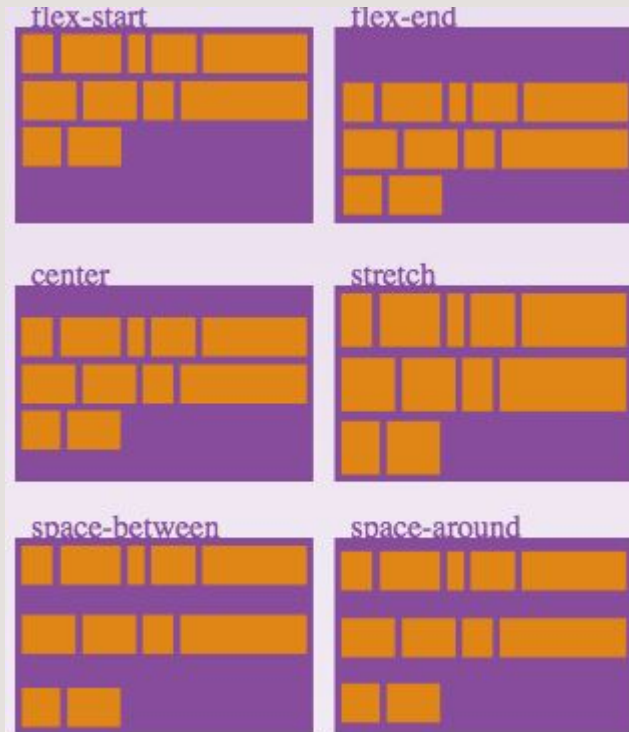 flex-start
flex-end
center
stretch
space-between
space-around